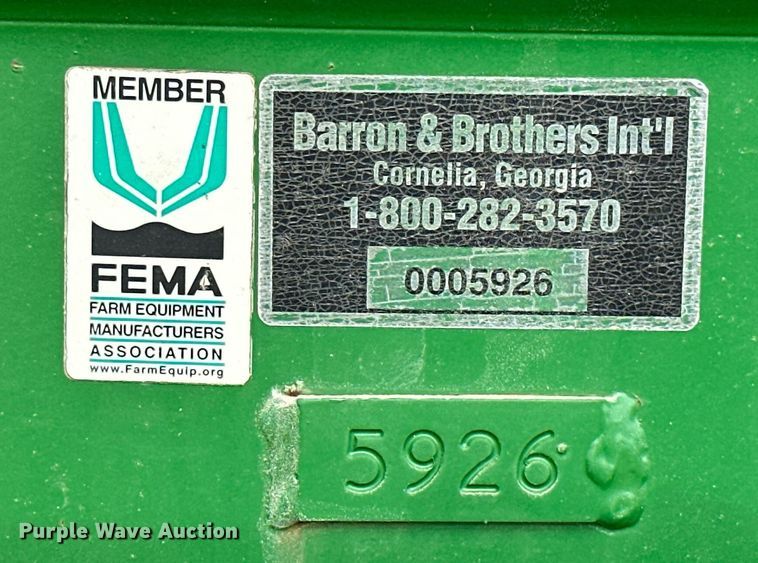 MEMBER
FEMA
FARM EQUIPMENT
MANUFACTURERS
ASSOCIATION
www.FarmEquip.org
Barron & Brothers Int'l
Cornelia, Georgia
1-800-282-3570
0005926
5926
Purple Wave Auction